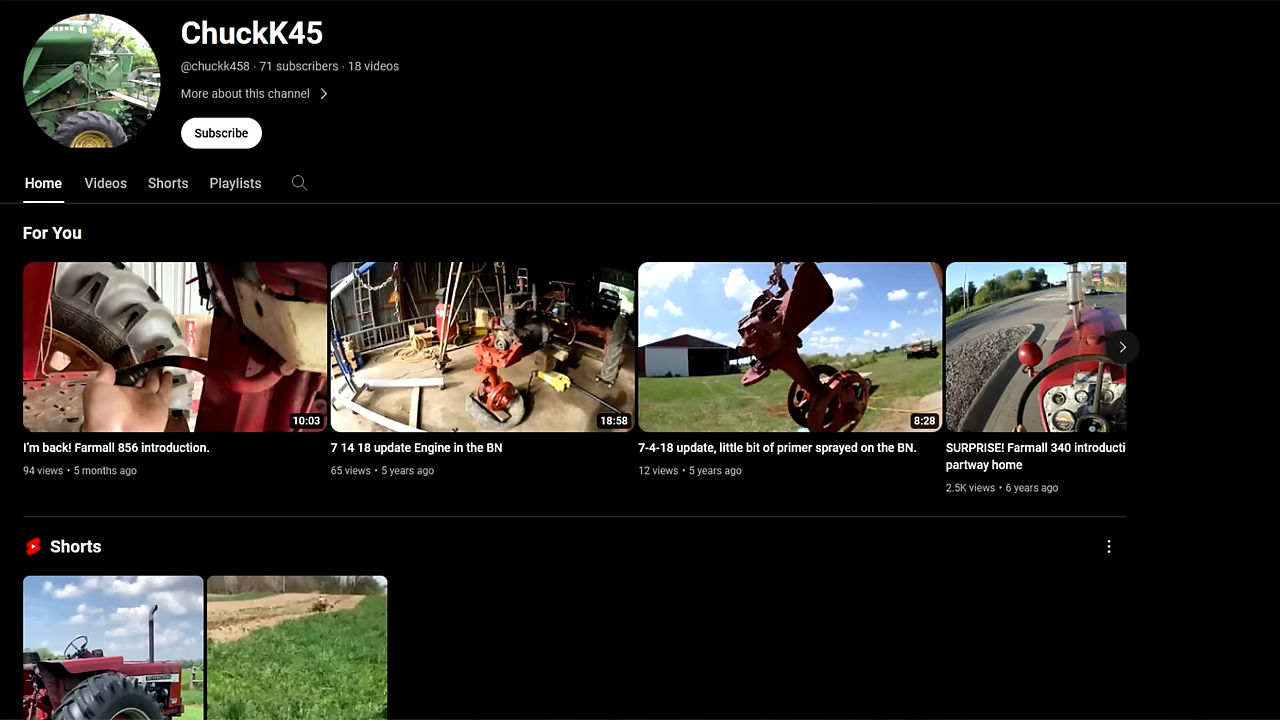 ChuckK45
@chuckk458 · 71 subscribers · 18 videos
More about this channel
Subscribe
Home Videos Shorts Playlists
For You
10:03
18:58
8:28
I'm back! Farmall 856 introduction.
94 views • 5 months ago
7 14 18 update Engine in the BN
65 views • 5 years ago
7-4-18 update, little bit of primer sprayed on the BN.
12 views • 5 years ago
SURPRISE! Farmall 340 introducti
partway home
2.5K views • 6 years ago
Shorts